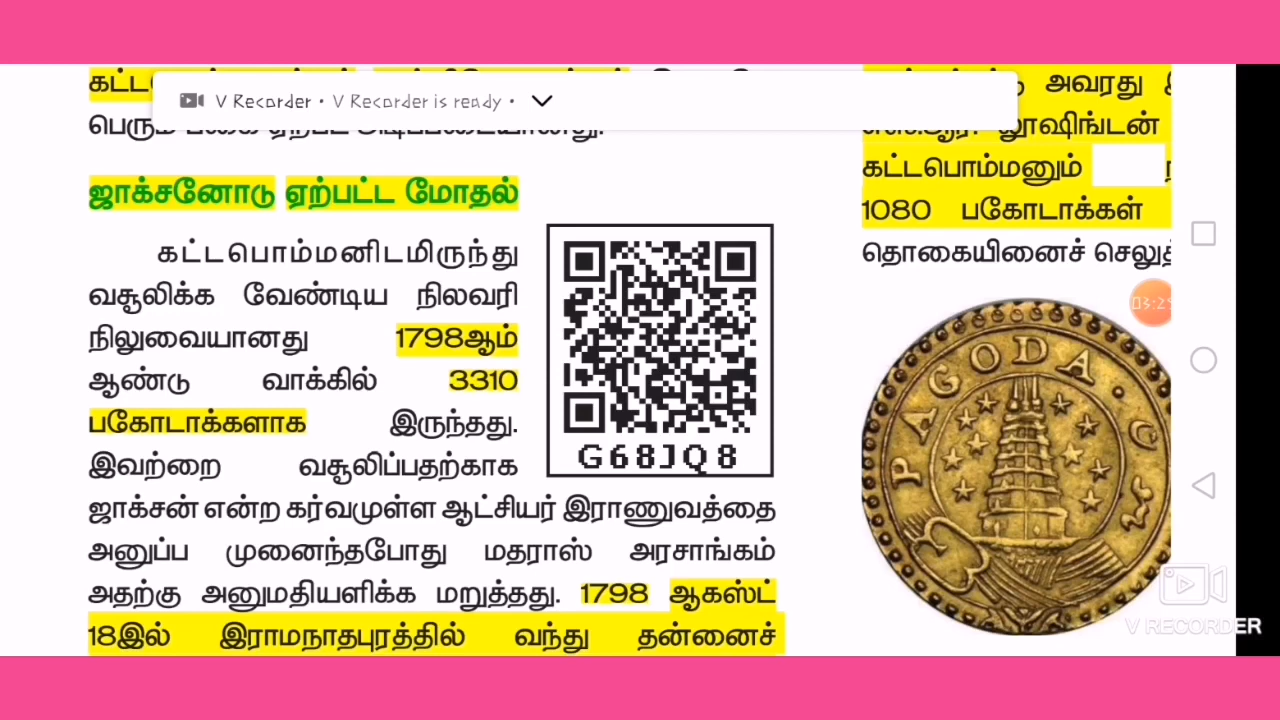 V Recorder • V Recorder is ready •
ஜாக்சனோடு ஏற்பட்ட மோதல்
கட்டபொம்மனிடமிருந்து
வசூலிக்க வேண்டிய நிலவரி
நிலுவையானது 1798ஆம்
ஆண்டு வாக்கில் 3310
பகோடாக்களாக இருந்தது.
இவற்றை வசூலிப்பதற்காக
ஜாக்சன் என்ற கர்வமுள்ள ஆட்சியர் இராணுவத்தை
அனுப்ப முனைந்தபோது மதராஸ் அரசாங்கம்
அதற்கு அனுமதியளிக்க மறுத்தது. 1798 ஆகஸ்ட்
18இல் இராமநாதபுரத்தில் வந்து தன்னைச்
G68JQ8
அவரது
லூஷிங்டன்
கட்டபொம்மனும்
1080 பகோடாக்கள்
தொகையினைச்
PAGODA.
V RECORDER